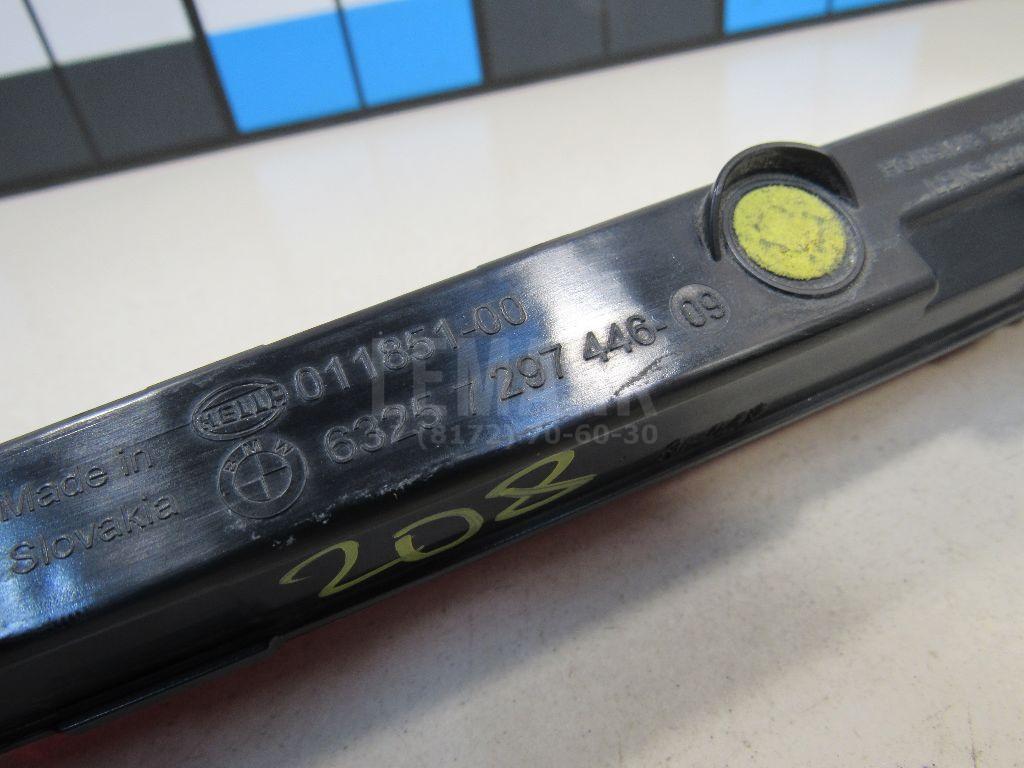 011851-00
HELLA
6325 7 297 446- 09
BMW
Made in
Slovakia
208
(8172) 70-60-30